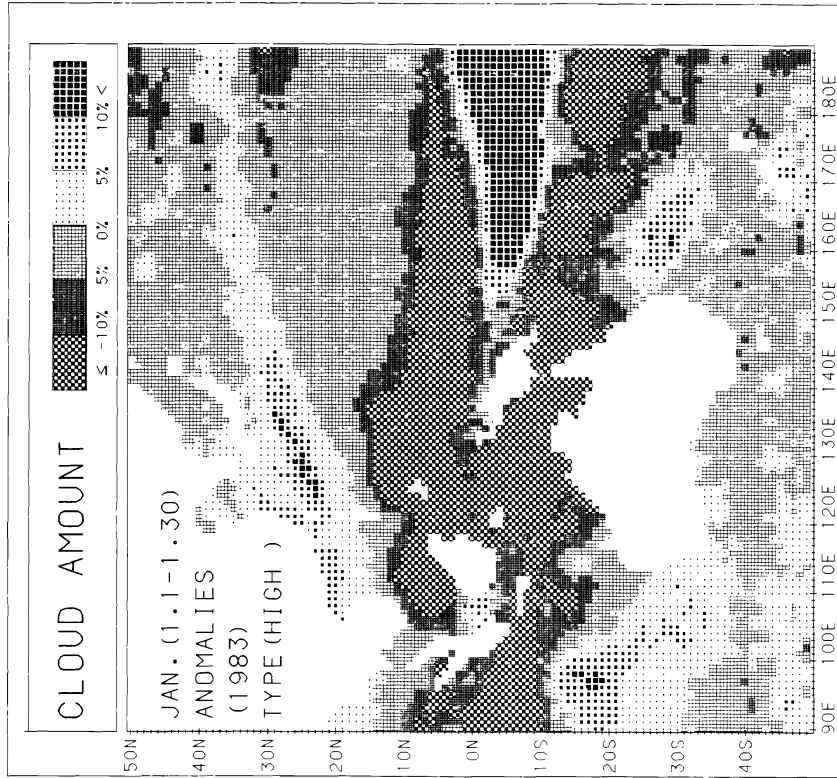 CLOUD AMOUNT
≤ -10% 5% 0% 5% 10% <
JAN.(1.1-1.30)
ANOMALIES
(1983)
TYPE(HIGH )
50N
40N
30N
20N
10N
0N
10S
20S
30S
40S
90E 100E 110E 120E 130E 140E 150E 160E 170E 180E